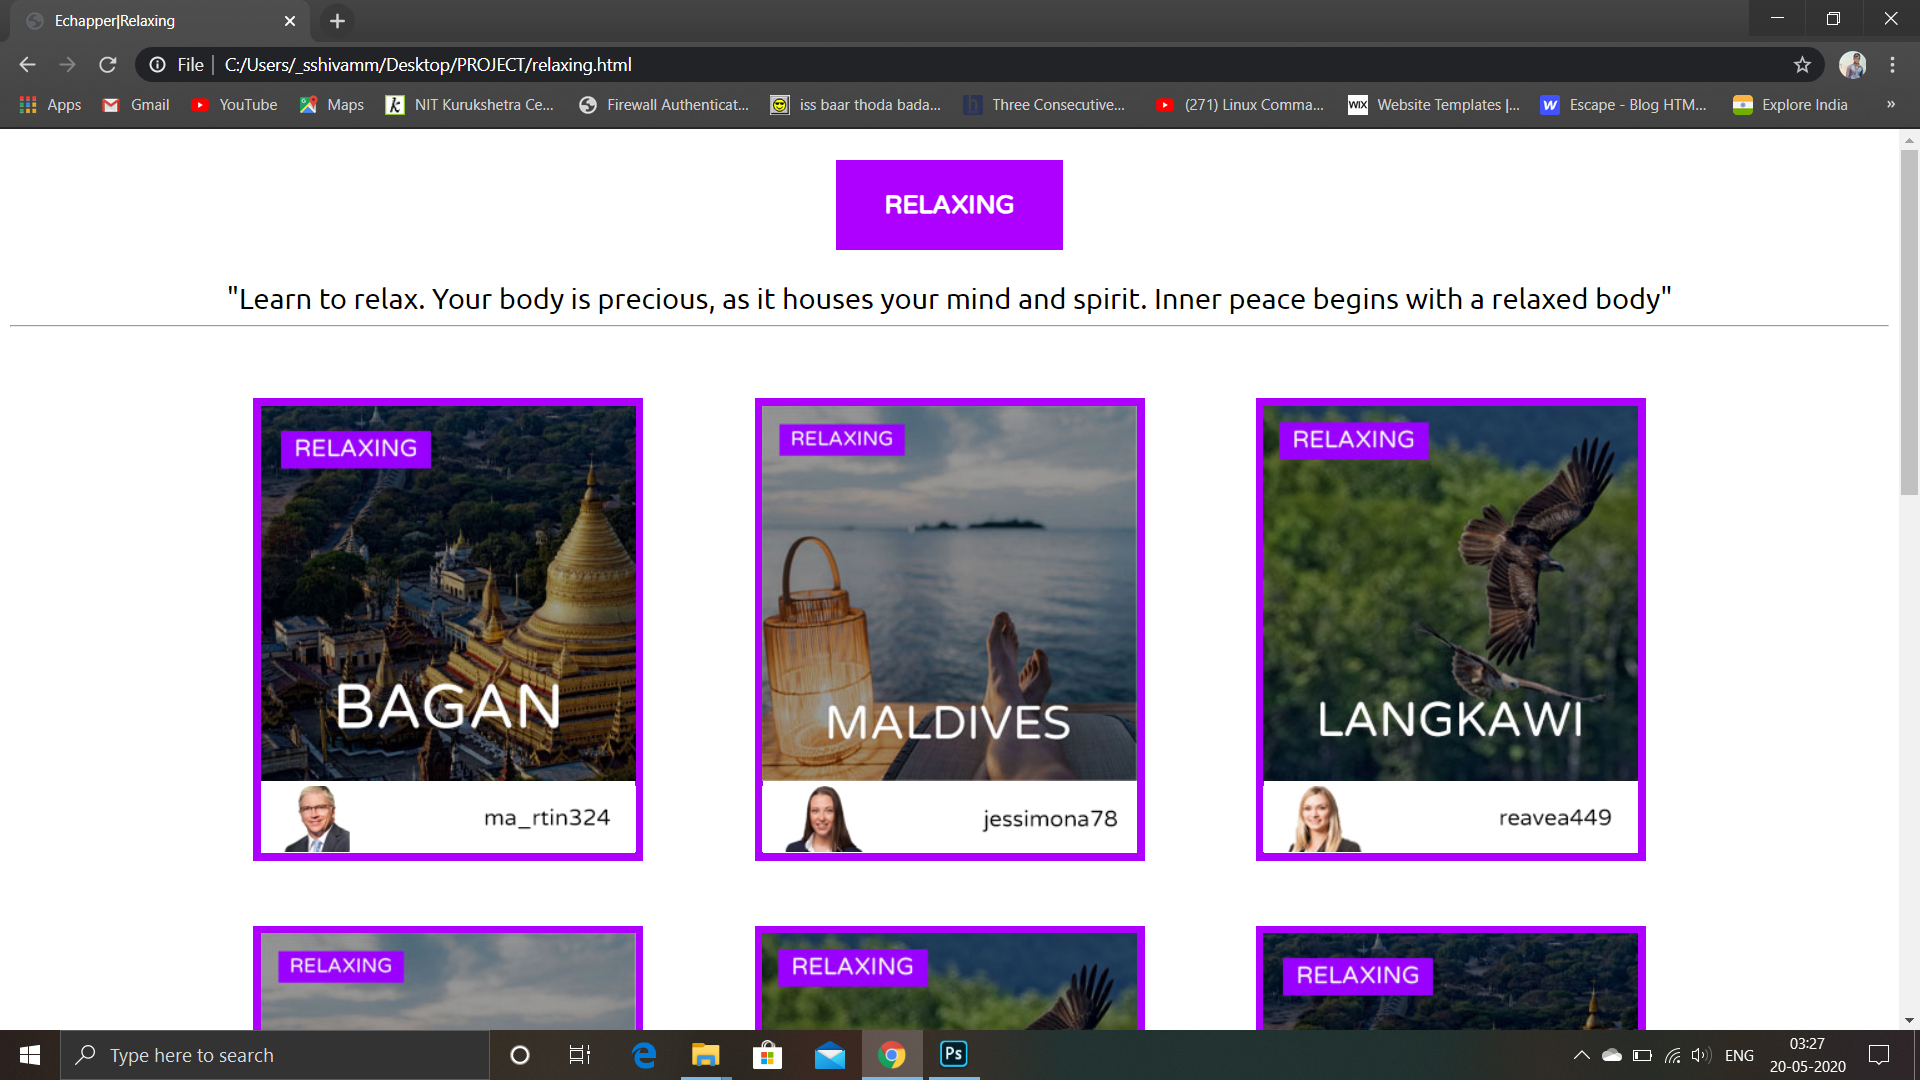 Echapper|Relaxing
File
C:/Users/_sshivamm/Desktop/PROJECT/relaxing.html
Apps
Gmail
YouTube
Maps
k
NIT Kurukshetra Ce...
Firewall Authenticat...
iss baar thoda bada...
h
Three Consecutive...
(271) Linux Comma...
WIX
Website Templates |...
W
Escape - Blog HTM...
Explore India
»
RELAXING
"Learn to relax. Your body is precious, as it houses your mind and spirit. Inner peace begins with a relaxed body"
RELAXING
BAGAN
ma_rtin324
RELAXING
MALDIVES
jessimona78
RELAXING
LANGKAWI
reavea449
RELAXING
RELAXING
RELAXING
Type here to search
Ps
ENG
03:27
20-05-2020